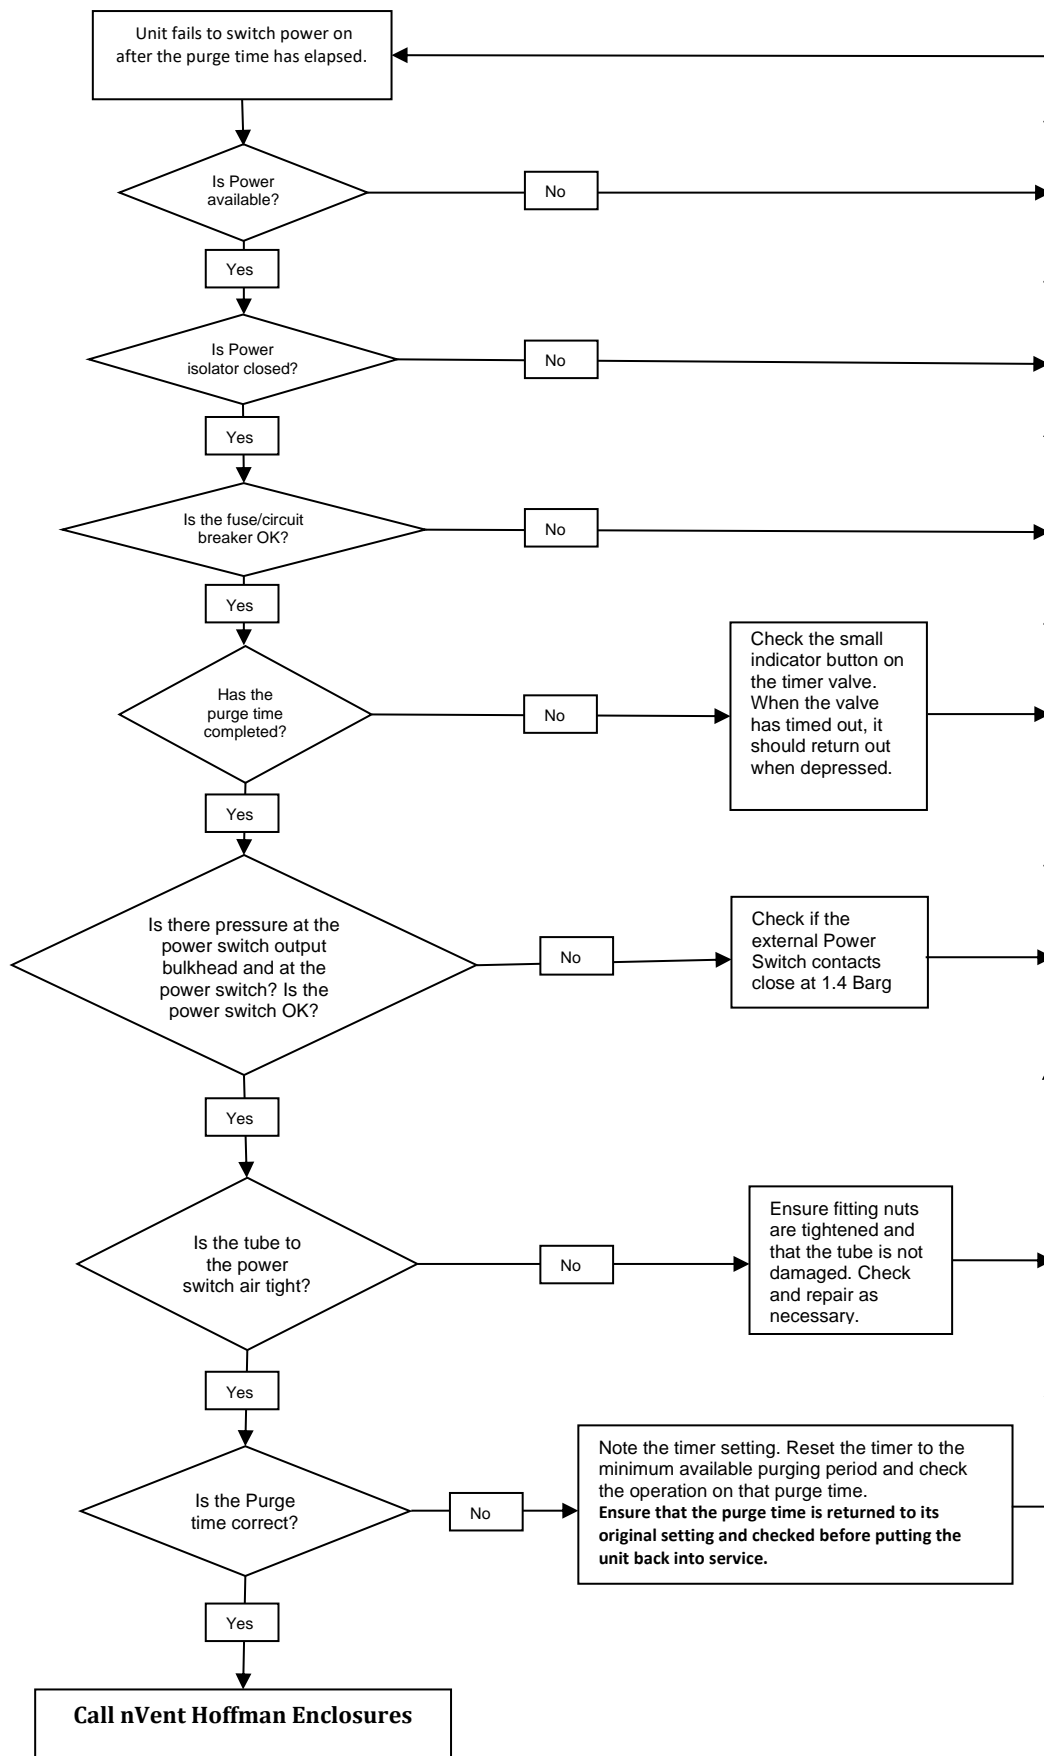 Unit fails to switch power on
after the purge time has elapsed.
Is Power
available?
No
Yes
Is Power
isolator closed?
No
Yes
Is the fuse/circuit
breaker OK?
No
Yes
Has the
purge time
completed?
No
Check the small
indicator button on
the timer valve.
When the valve
has timed out, it
should return out
when depressed.
Yes
Is there pressure at the
power switch output
bulkhead and at the
power switch? Is the
power switch OK?
No
Check if the
external Power
Switch contacts
close at 1.4 Barg
Yes
Is the tube to
the power
switch air tight?
No
Ensure fitting nuts
are tightened and
that the tube is not
damaged. Check
and repair as
necessary.
Yes
Is the Purge
time correct?
No
Note the timer setting. Reset the timer to the
minimum available purging period and check
the operation on that purge time.
Ensure that the purge time is returned to its
original setting and checked before putting the
unit back into service.
Yes
Call nVent Hoffman Enclosures